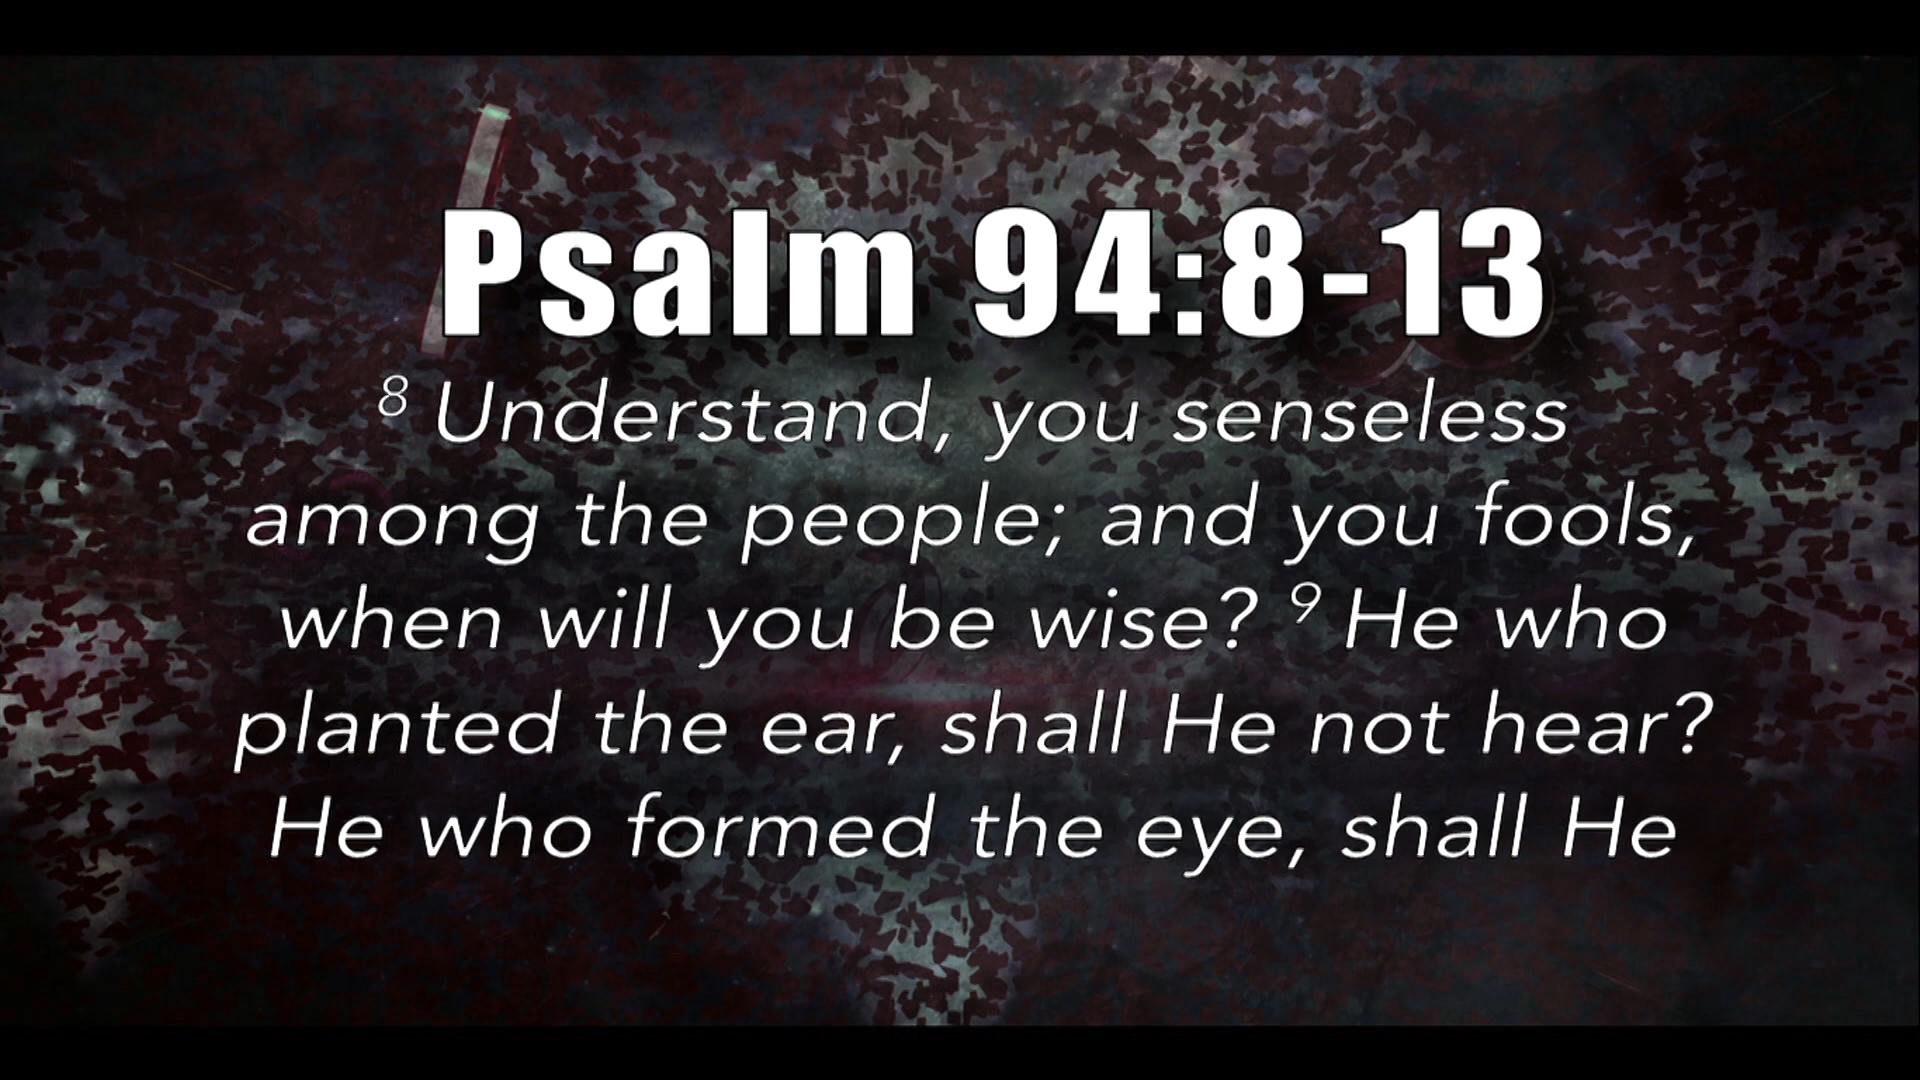 Psalm 94:8-13
8 Understand, you senseless
among the people; and you fools,
when will you be wise? 9 He who
planted the ear, shall He not hear?
He who formed the eye, shall He